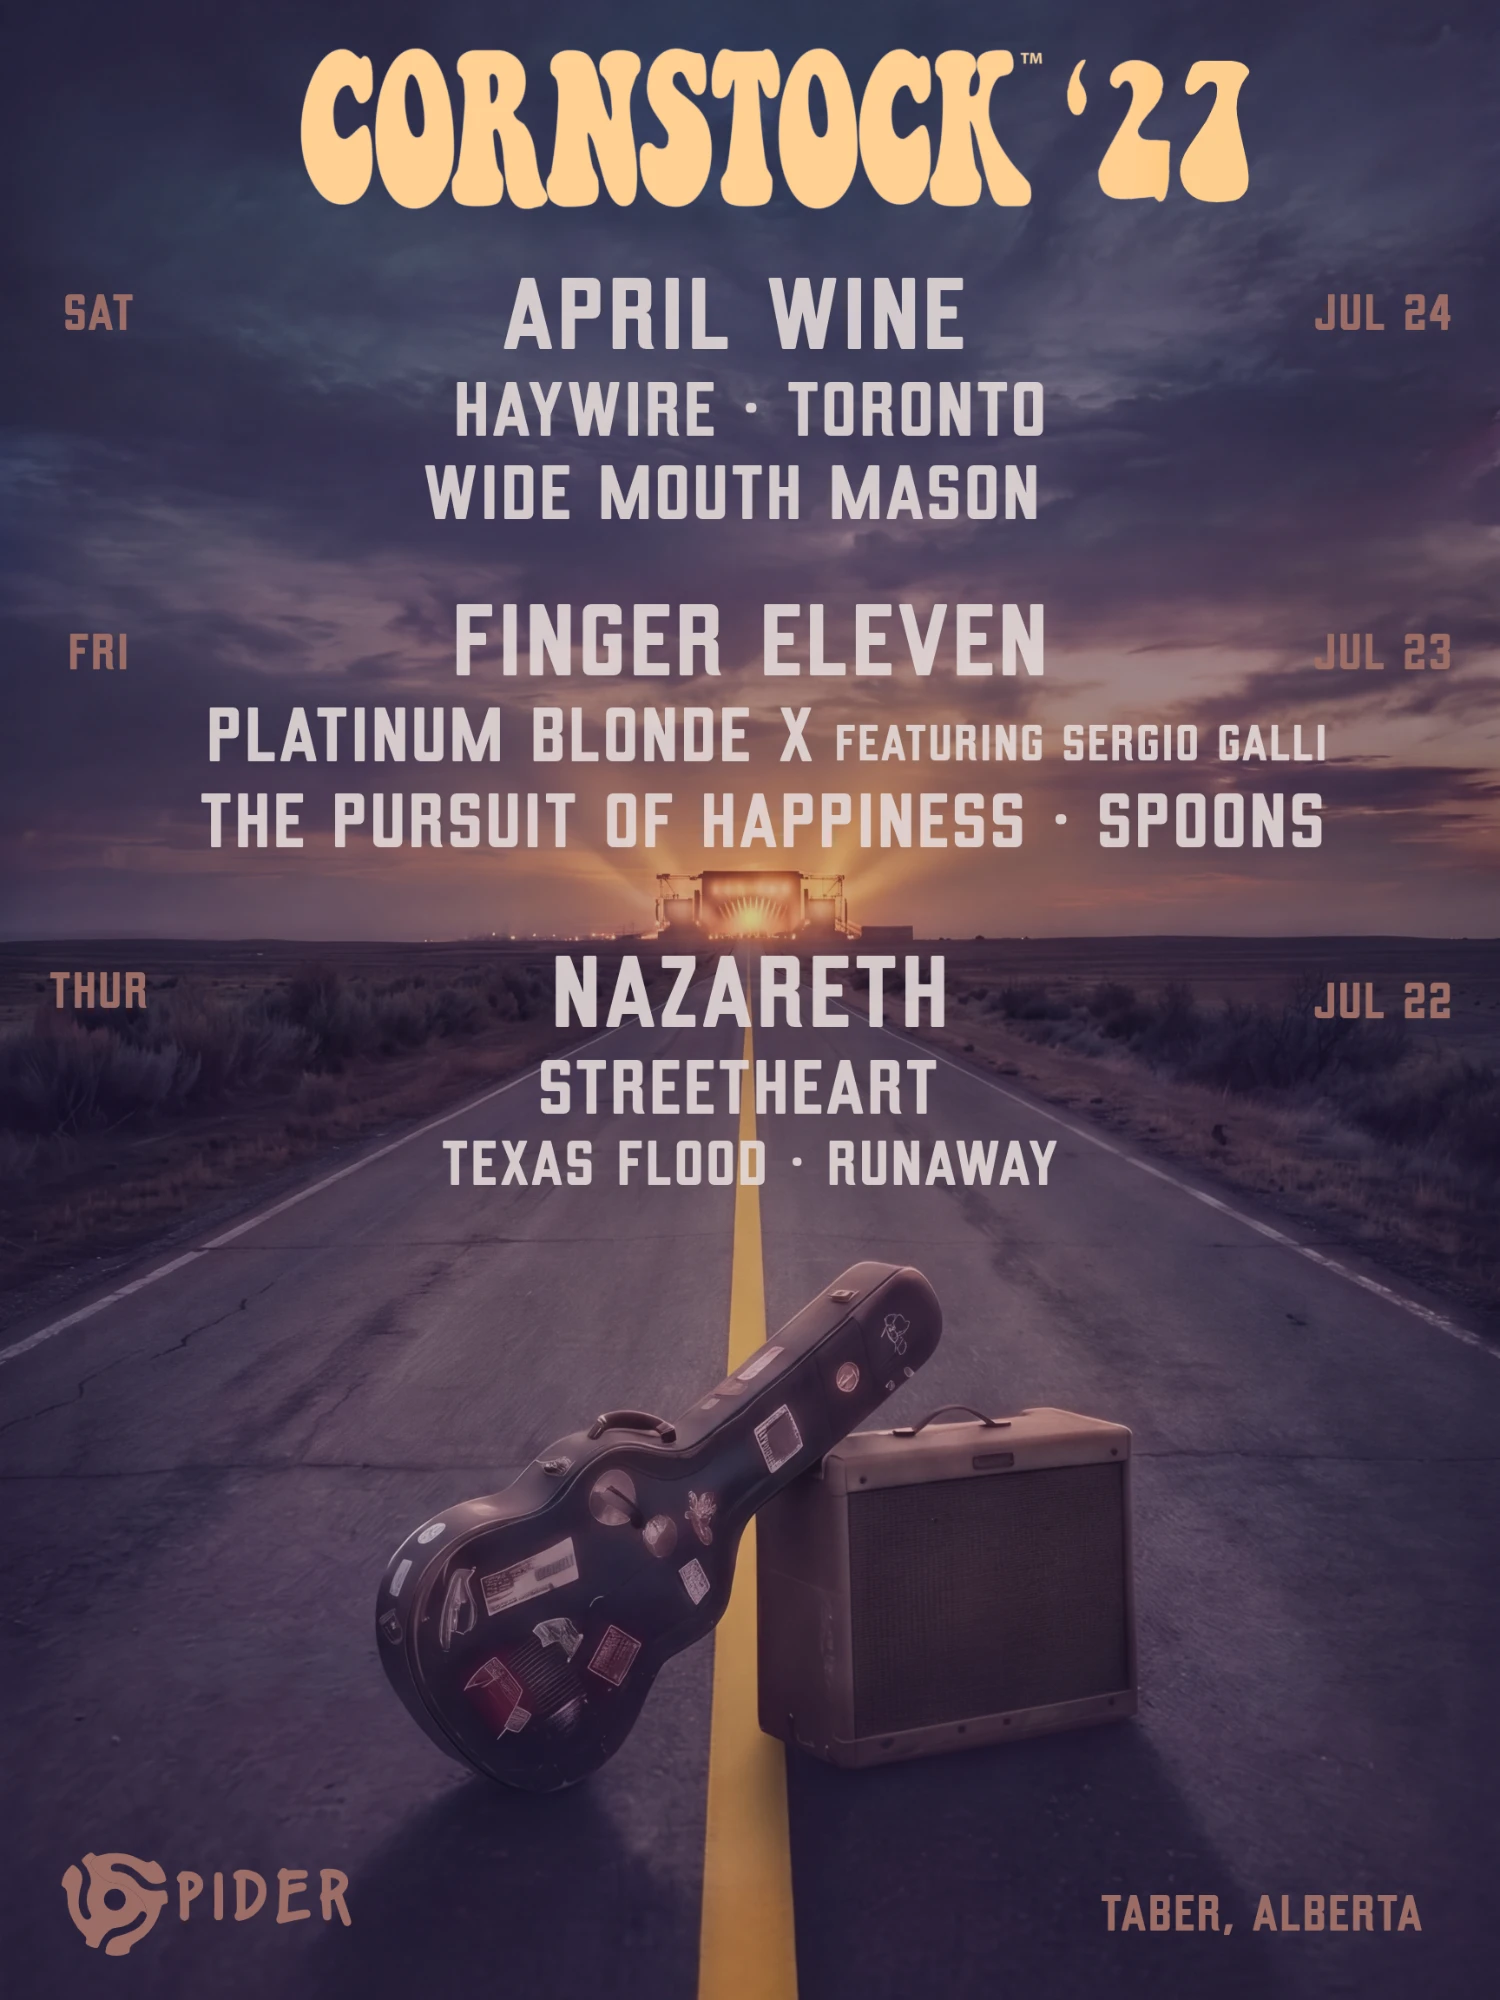 CORNSTOCK™ ‘27
SAT
APRIL WINE
JUL 24
HAYWIRE · TORONTO
WIDE MOUTH MASON
FRI
FINGER ELEVEN
JUL 23
PLATINUM BLONDE X FEATURING SERGIO GALLI
THE PURSUIT OF HAPPINESS · SPOONS
THUR
NAZARETH
JUL 22
STREETHEART
TEXAS FLOOD · RUNAWAY
SPIDER
TABER, ALBERTA